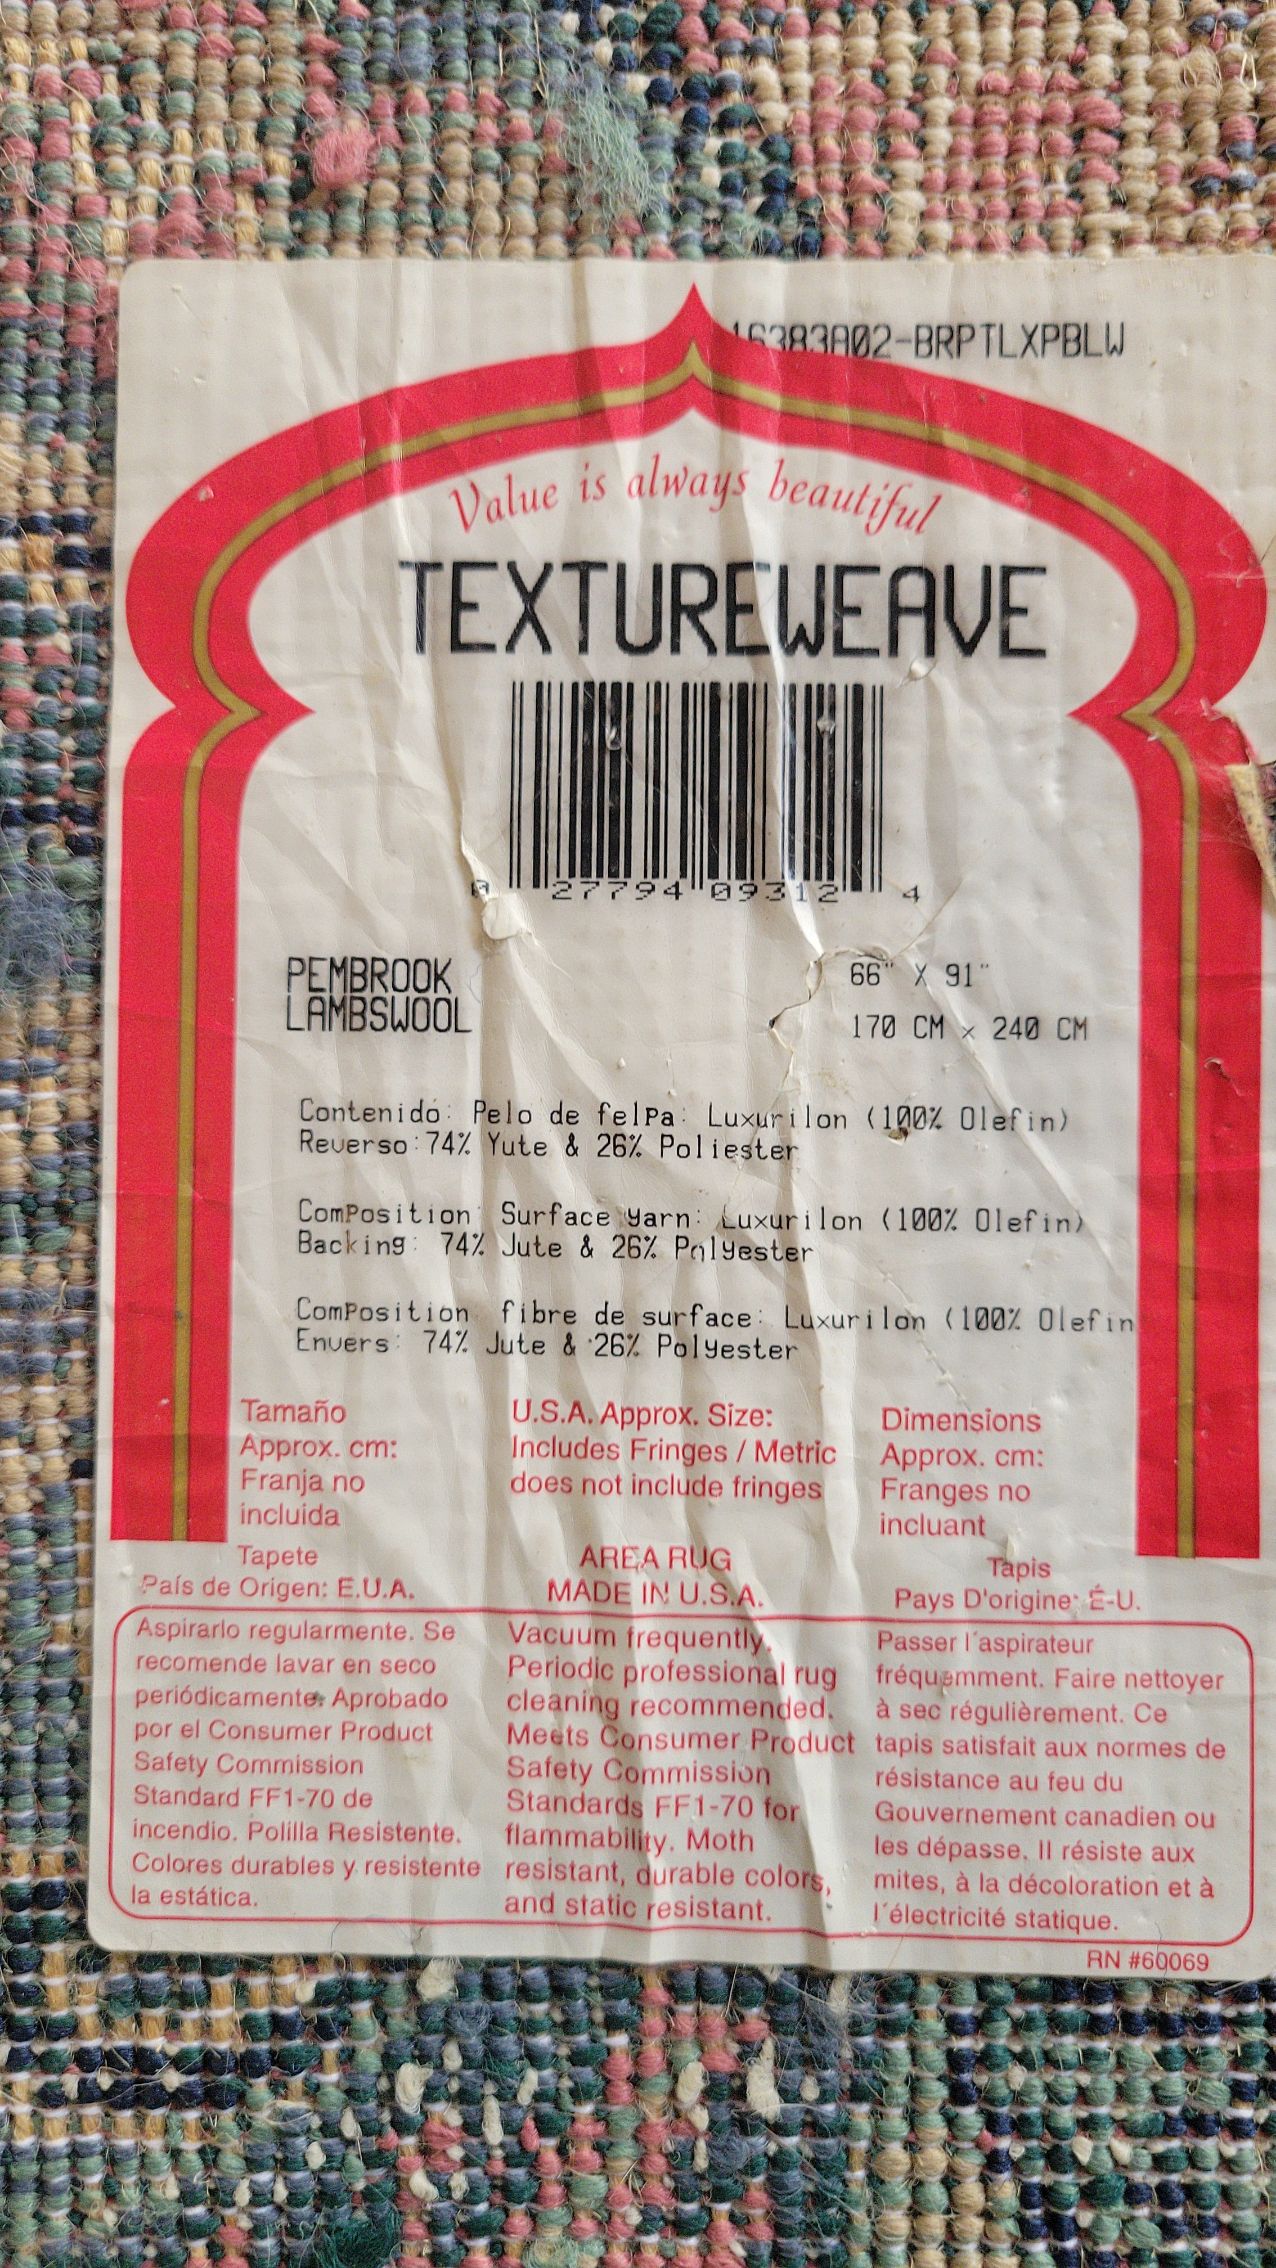 16383A02-BRPTLXPBLW
Value is always beautiful
TEXTUREWEAVE
0 27794 09312 4
PEMBROOK
LAMBSWOOL
66" X 91"
170 CM x 240 CM
Contenido: Pelo de felpa: Luxurilon (100% Olefin)
Reverso: 74% Yute & 26% Poliester
Composition: Surface yarn: Luxurilon (100% Olefin)
Backing: 74% Jute & 26% Polyester
Composition: fibre de surface: Luxurilon (100% Olefin
Envers: 74% Jute & 26% Polyester
Tamaño
Approx. cm:
Franja no
incluida
Tapete
País de Origen: E.U.A.
U.S.A. Approx. Size:
Includes Fringes / Metric
does not include fringes
AREA RUG
MADE IN U.S.A.
Dimensions
Approx. cm:
Franges no
incluant
Tapis
Pays D'origine: É-U.
Aspirarlo regularmente. Se
recomende lavar en seco
periódicamente. Aprobado
por el Consumer Product
Safety Commission
Standard FF1-70 de
incendio. Polilla Resistente.
Colores durables y resistente
la estática.
Vacuum frequently.
Periodic professional rug
cleaning recommended.
Meets Consumer Product
Safety Commission
Standards FF1-70 for
flammability. Moth
resistant, durable colors,
and static resistant.
Passer l´aspirateur
fréquemment. Faire nettoyer
à sec régulièrement. Ce
tapis satisfait aux normes de
résistance au feu du
Gouvernement canadien ou
les dépasse. Il résiste aux
mites, à la décoloration et à
l´électricité statique.
RN #60069